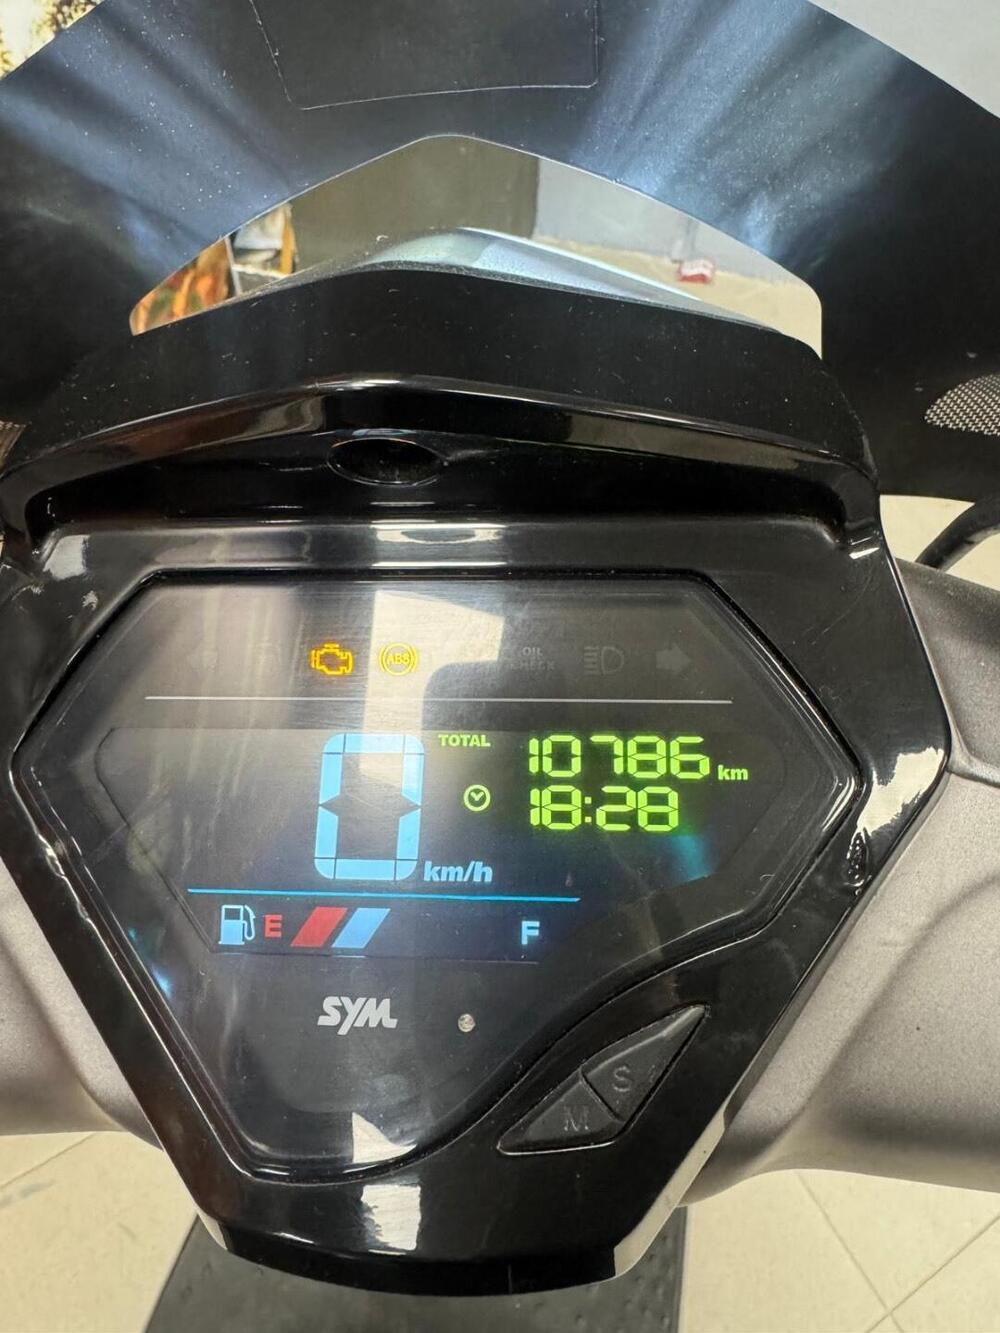 ABS
OIL
CHECK
TOTAL 10786 km
18:28
0 km/h
E F
SYM
S
M